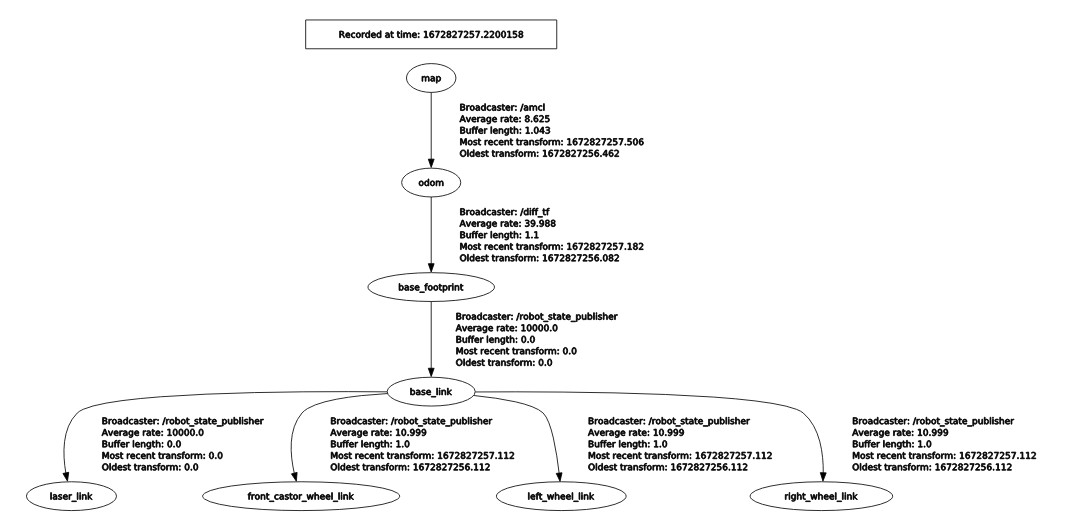 Recorded at time: 1672827257.2200158
map
Broadcaster: /amcl
Average rate: 8.625
Buffer length: 1.043
Most recent transform: 1672827257.506
Oldest transform: 1672827256.462
odom
Broadcaster: /diff_tf
Average rate: 39.988
Buffer length: 1.1
Most recent transform: 1672827257.182
Oldest transform: 1672827256.082
base_footprint
Broadcaster: /robot_state_publisher
Average rate: 10000.0
Buffer length: 0.0
Most recent transform: 0.0
Oldest transform: 0.0
base_link
Broadcaster: /robot_state_publisher
Average rate: 10000.0
Buffer length: 0.0
Most recent transform: 0.0
Oldest transform: 0.0
Broadcaster: /robot_state_publisher
Average rate: 10.999
Buffer length: 1.0
Most recent transform: 1672827257.112
Oldest transform: 1672827256.112
Broadcaster: /robot_state_publisher
Average rate: 10.999
Buffer length: 1.0
Most recent transform: 1672827257.112
Oldest transform: 1672827256.112
Broadcaster: /robot_state_publisher
Average rate: 10.999
Buffer length: 1.0
Most recent transform: 1672827257.112
Oldest transform: 1672827256.112
laser_link
front_castor_wheel_link
left_wheel_link
right_wheel_link